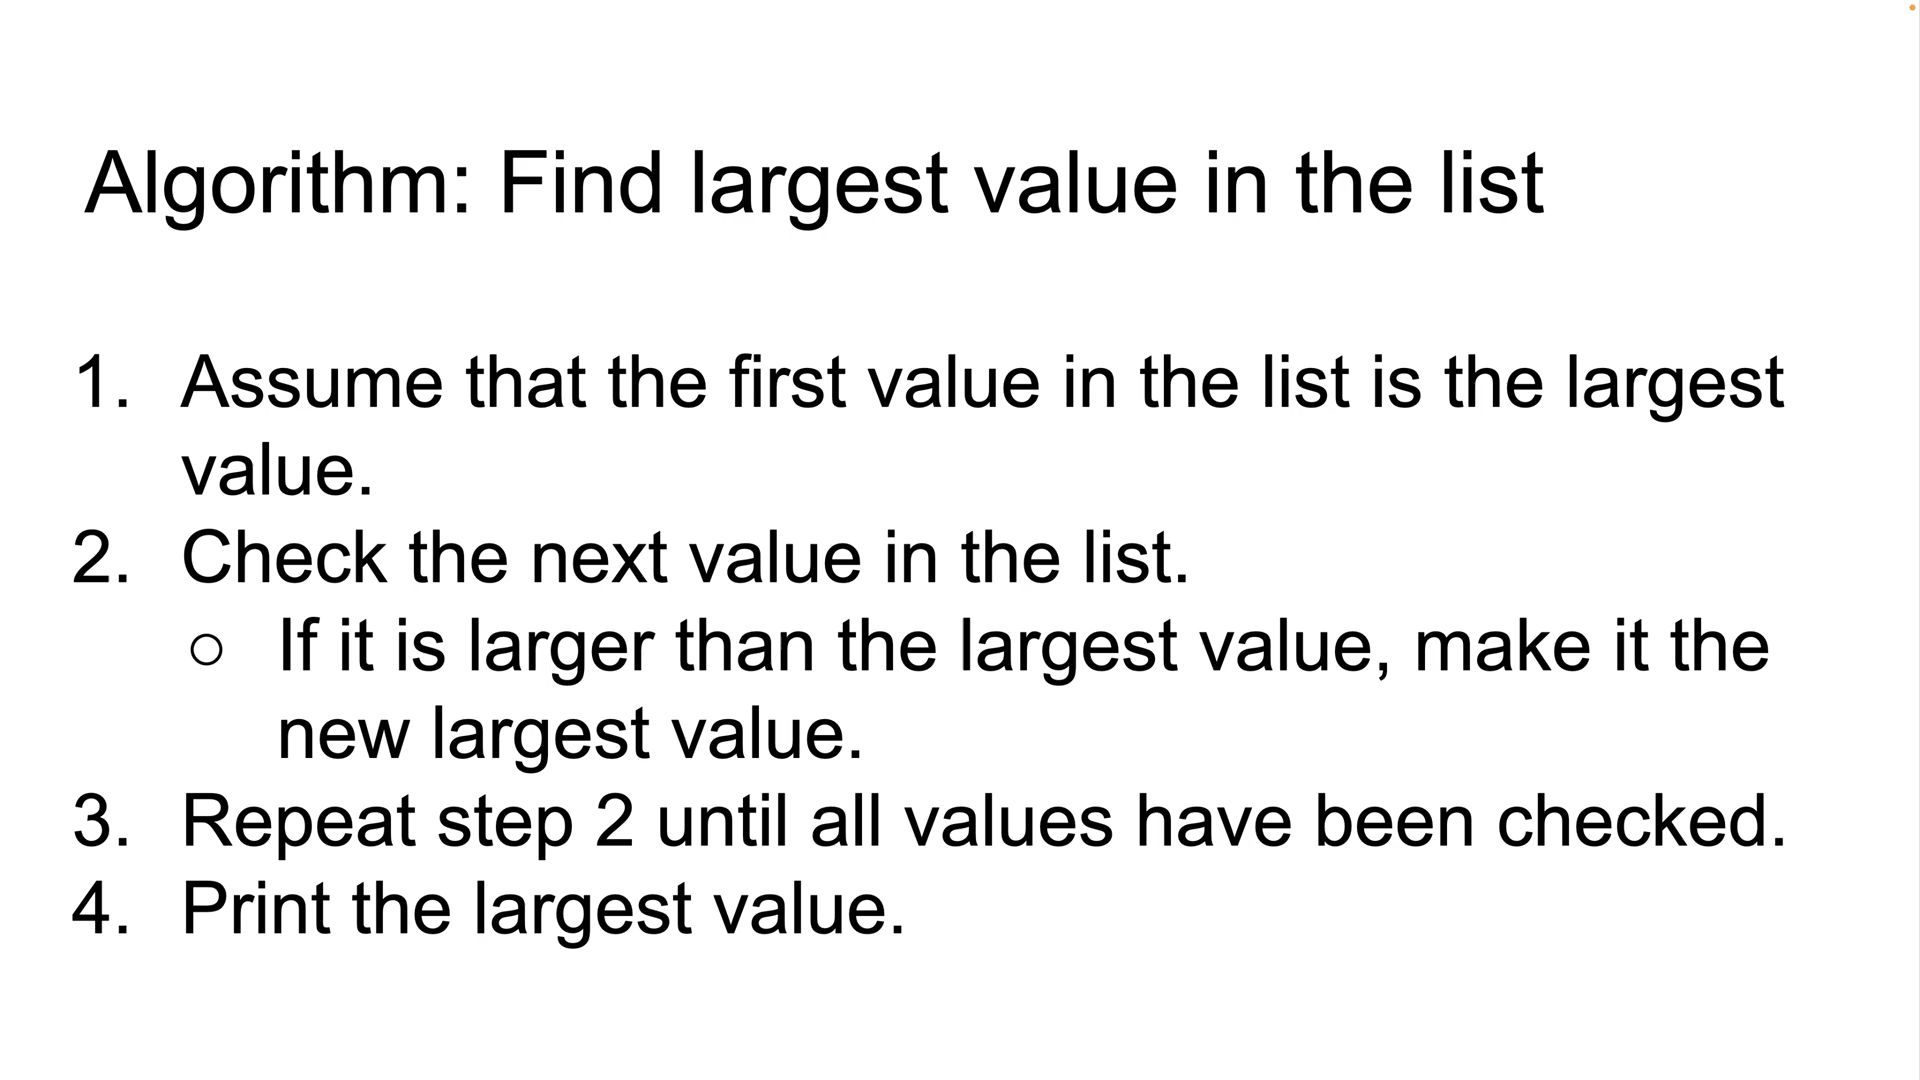 Algorithm: Find largest value in the list
1. Assume that the first value in the list is the largest
value.
2. Check the next value in the list.
○ If it is larger than the largest value, make it the
new largest value.
3. Repeat step 2 until all values have been checked.
4. Print the largest value.